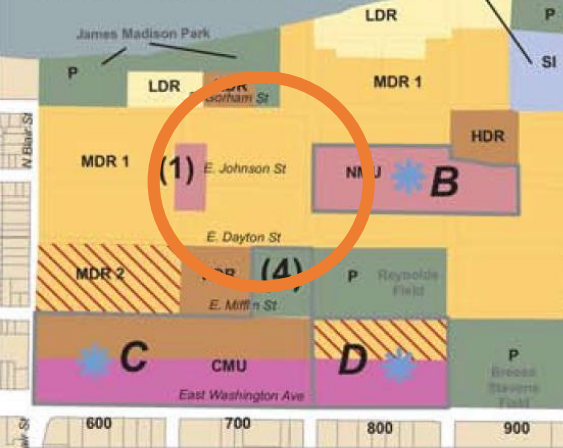 LDR
P
James Madison Park
SI
P
LDR
MDR 1
Gorham St
N Blair St
HDR
MDR 1
(1)
E. Johnson St
NMU
B
E. Dayton St
MDR 2
(4)
P
Reynolds
Field
E. Mifflin St
C
CMU
D
P
Breese
Stevens
Field
East Washington Ave
600
700
800
900